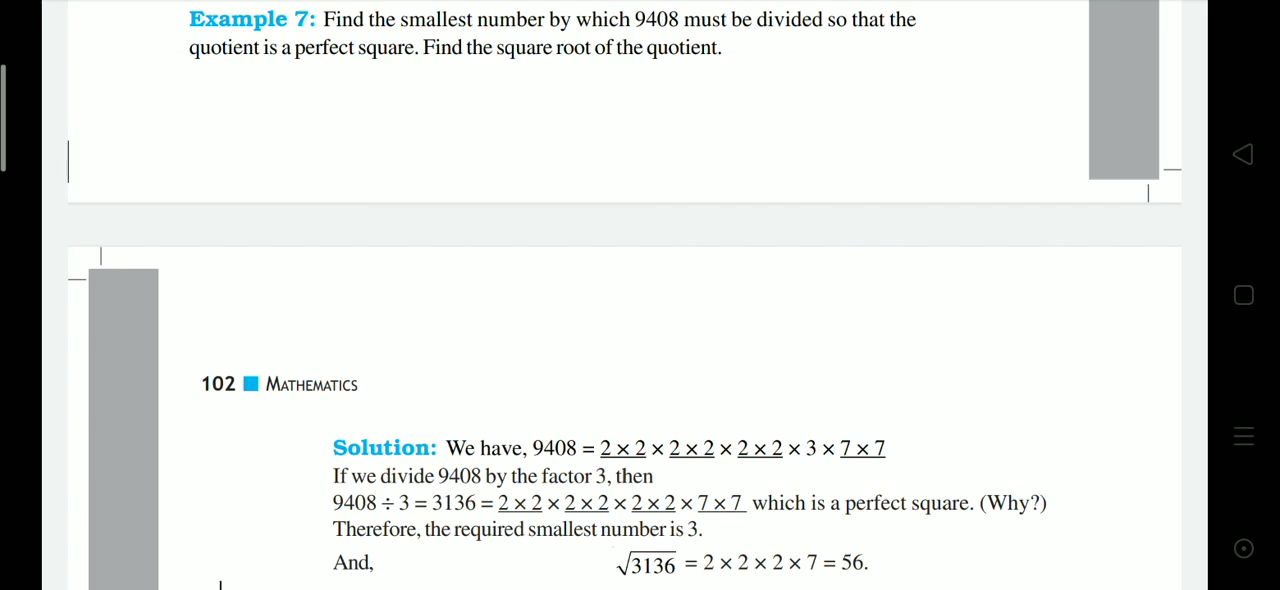 Example 7: Find the smallest number by which 9408 must be divided so that the
quotient is a perfect square. Find the square root of the quotient.
102 ■ MATHEMATICS
Solution: We have, 9408 = 2 × 2 × 2 × 2 × 2 × 2 × 3 × 7 × 7
If we divide 9408 by the factor 3, then
9408 ÷ 3 = 3136 = 2 × 2 × 2 × 2 × 2 × 2 × 7 × 7 which is a perfect square. (Why?)
Therefore, the required smallest number is 3.
And, √3136 = 2 × 2 × 2 × 7 = 56.